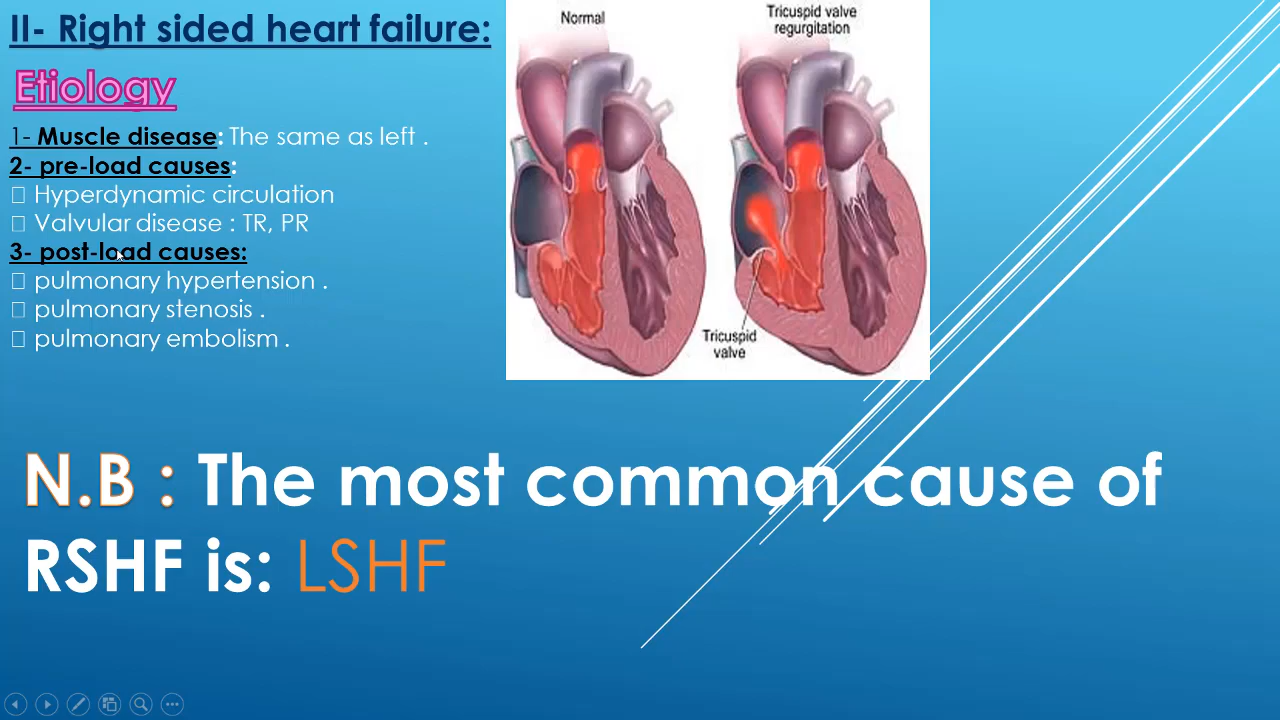 II- Right sided heart failure:
Etiology
1- Muscle disease: The same as left .
2- pre-load causes:
□ Hyperdynamic circulation
□ Valvular disease : TR, PR
3- post-load causes:
□ pulmonary hypertension .
□ pulmonary stenosis .
□ pulmonary embolism .
Normal
Tricuspid valve
regurgitation
Tricuspid
valve
N.B : The most common cause of
RSHF is: LSHF